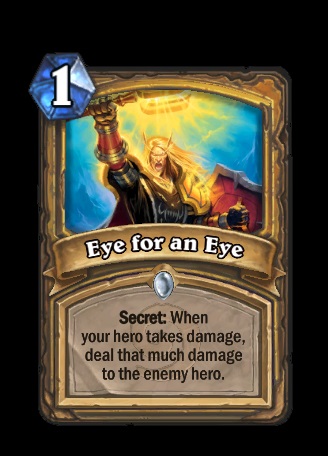 1
Eye for an Eye
Secret: When
your hero takes damage,
deal that much damage
to the enemy hero.